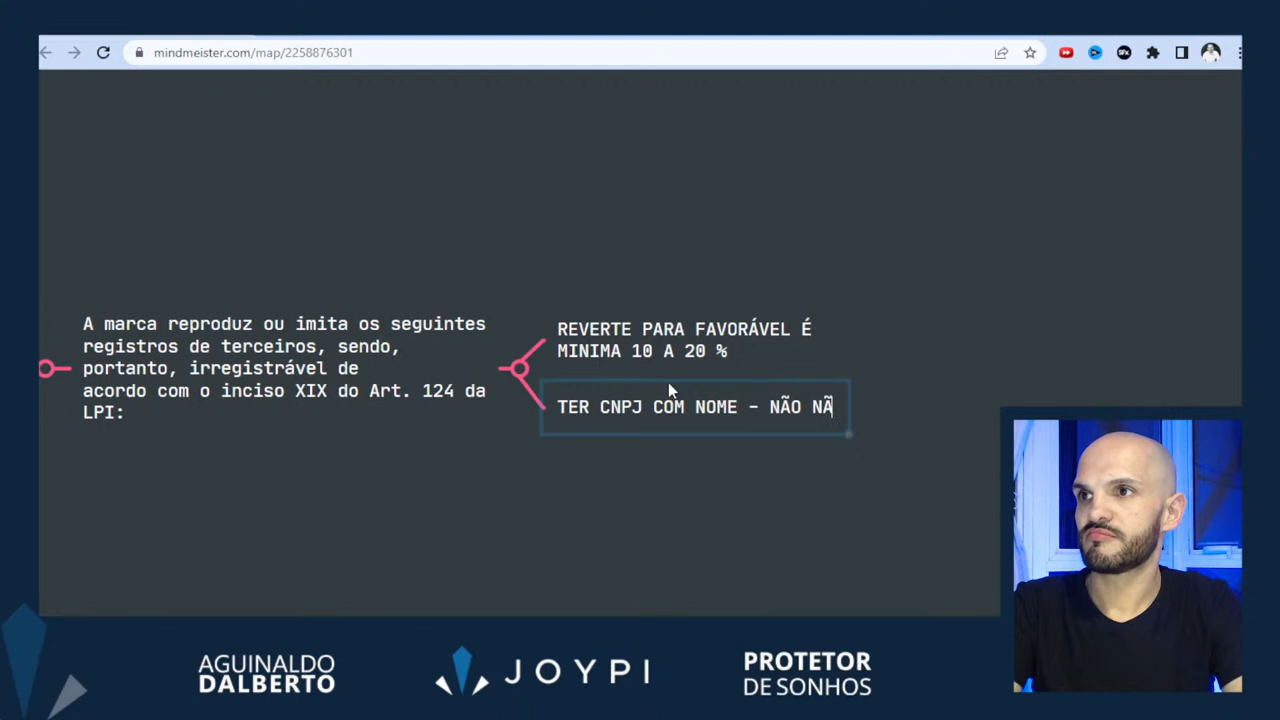 mindmeister.com/map/2258876301
A marca reproduz ou imita os seguintes
registros de terceiros, sendo,
portanto, irregistrável de
acordo com o inciso XIX do Art. 124 da
LPI:
REVERTE PARA FAVORÁVEL É
MINIMA 10 A 20 %
TER CNPJ COM NOME - NÃO NÃ
AGUINALDO
DALBERTO
JOYPI
PROTETOR
DE SONHOS